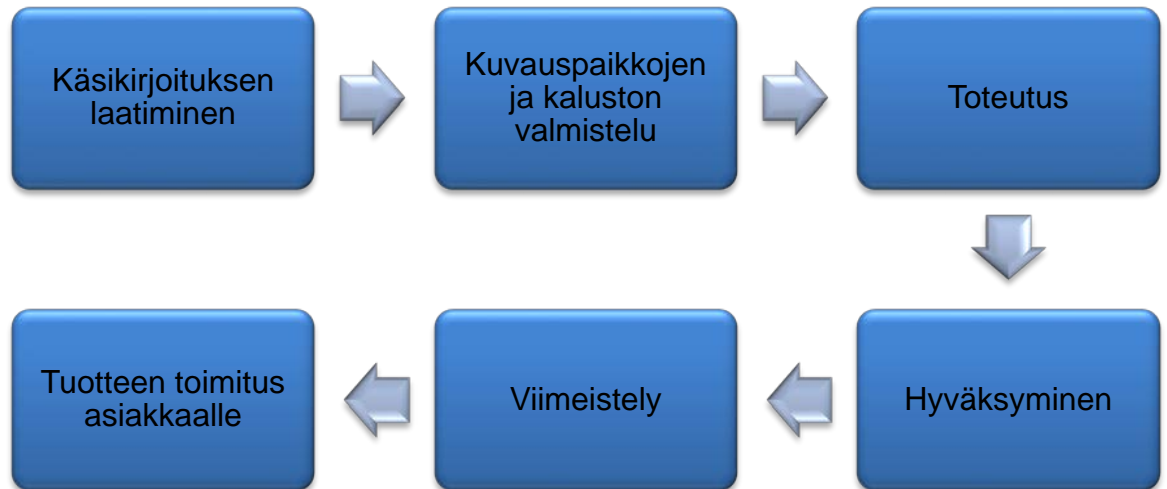 Käsikirjoituksen
laatiminen
Kuvauspaikkojen
ja kaluston
valmistelu
Toteutus
Hyväksyminen
Viimeistely
Tuotteen toimitus
asiakkaalle